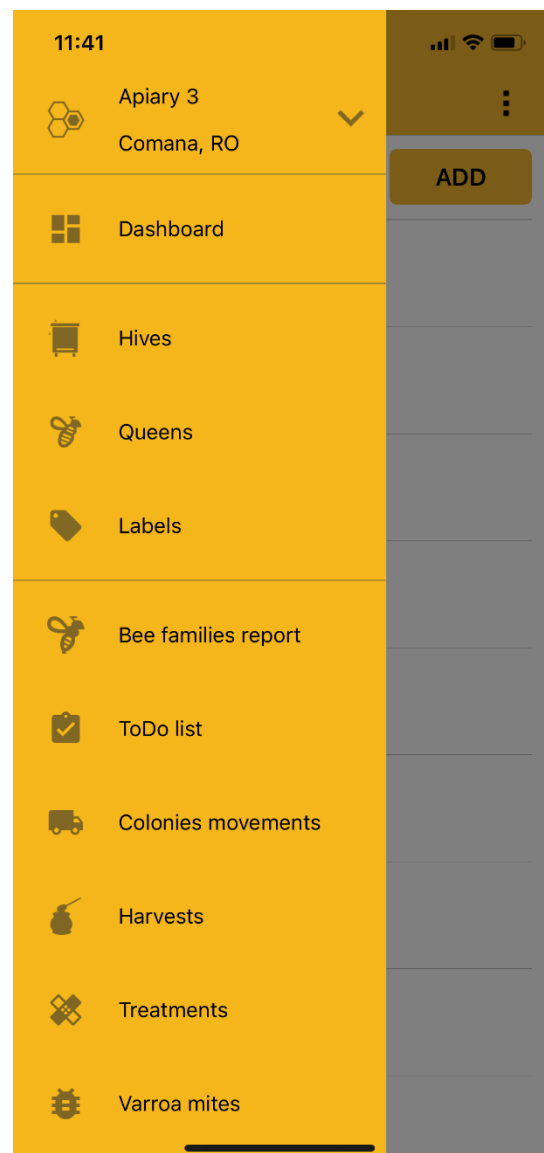 11:41
Apiary 3
Comana, RO
ADD
Dashboard
Hives
Queens
Labels
Bee families report
ToDo list
Colonies movements
Harvests
Treatments
Varroa mites